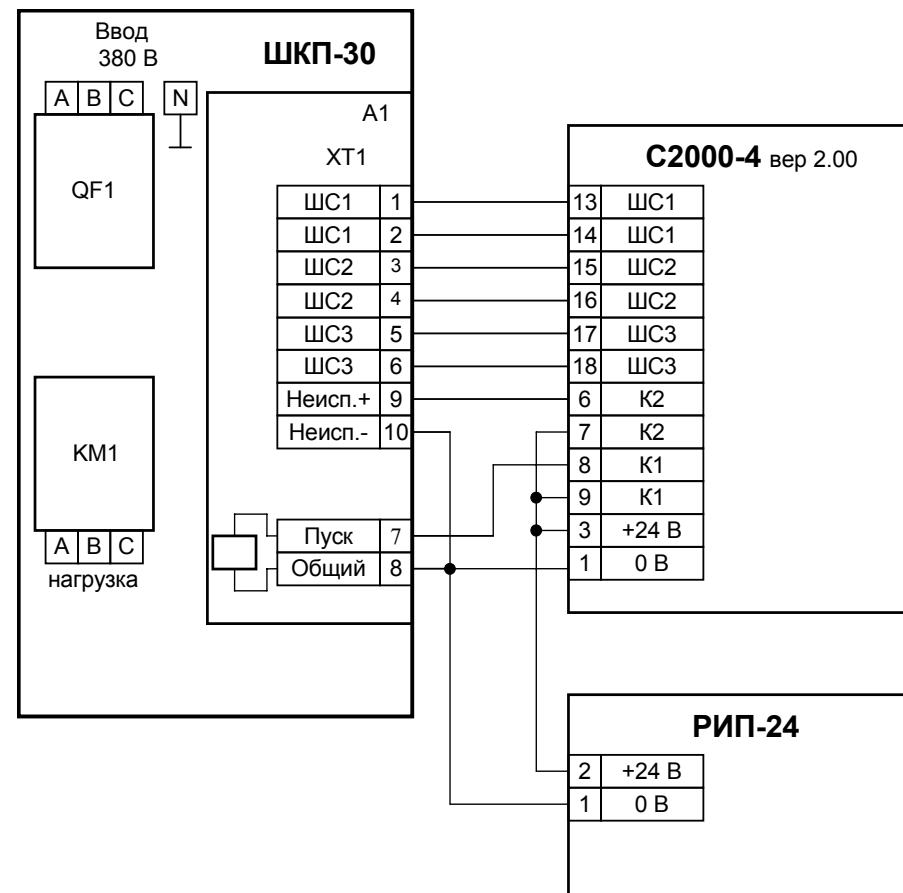 Ввод
380 В
ШКП-30
A B C N
A1
XT1
QF1
ШС1 1
ШС1 2
ШС2 3
ШС2 4
ШС3 5
ШС3 6
Неисп.+ 9
Неисп.- 10
KM1
A B C
нагрузка
Пуск 7
Общий 8
С2000-4 вер 2.00
13 ШС1
14 ШС1
15 ШС2
16 ШС2
17 ШС3
18 ШС3
6 К2
7 К2
8 К1
9 К1
3 +24 В
1 0 В
РИП-24
2 +24 В
1 0 В